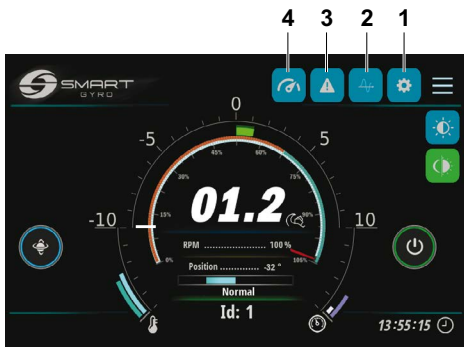 4 3 2 1
SMART
GYRO
0
-5 5
45% 60%
30% 75%
01.2
-10 15% 90% 10
RPM .................... 100 %
0% 105%
Position ............. -32 °
Normal
Id: 1
13:55:15